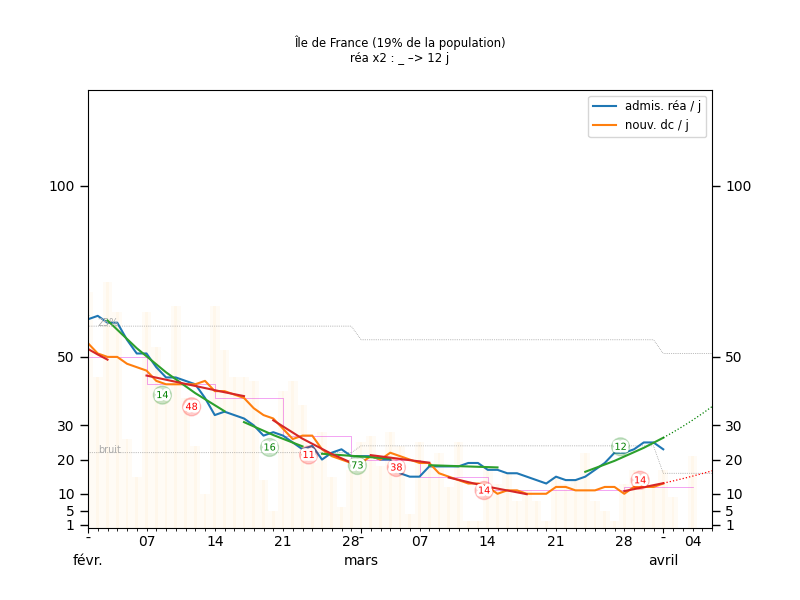 Île de France (19% de la population)
réa x2 : _ –> 12 j
admis. réa / j
nouv. dc / j
100 100
50 50
30 30
20 20
10 10
5 5
1 1
bruit
14
48
16
11
73
38
14
12
14
- 07 14 21 28 - 07 14 21 28 - 04
févr. mars avril